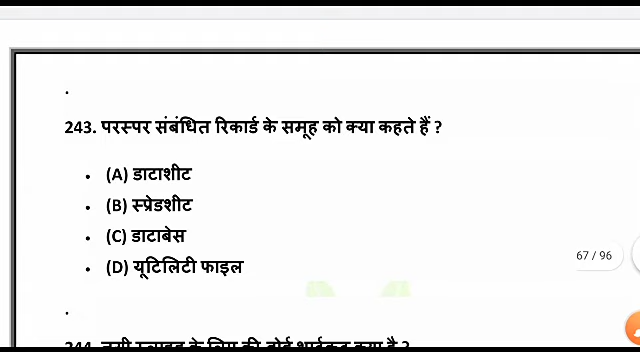 243. परस्पर संबंधित रिकार्ड के समूह को क्या कहते हैं ?
(A) डाटाशीट
(B) स्प्रेडशीट
(C) डाटाबेस
(D) यूटिलिटी फाइल
67 / 96